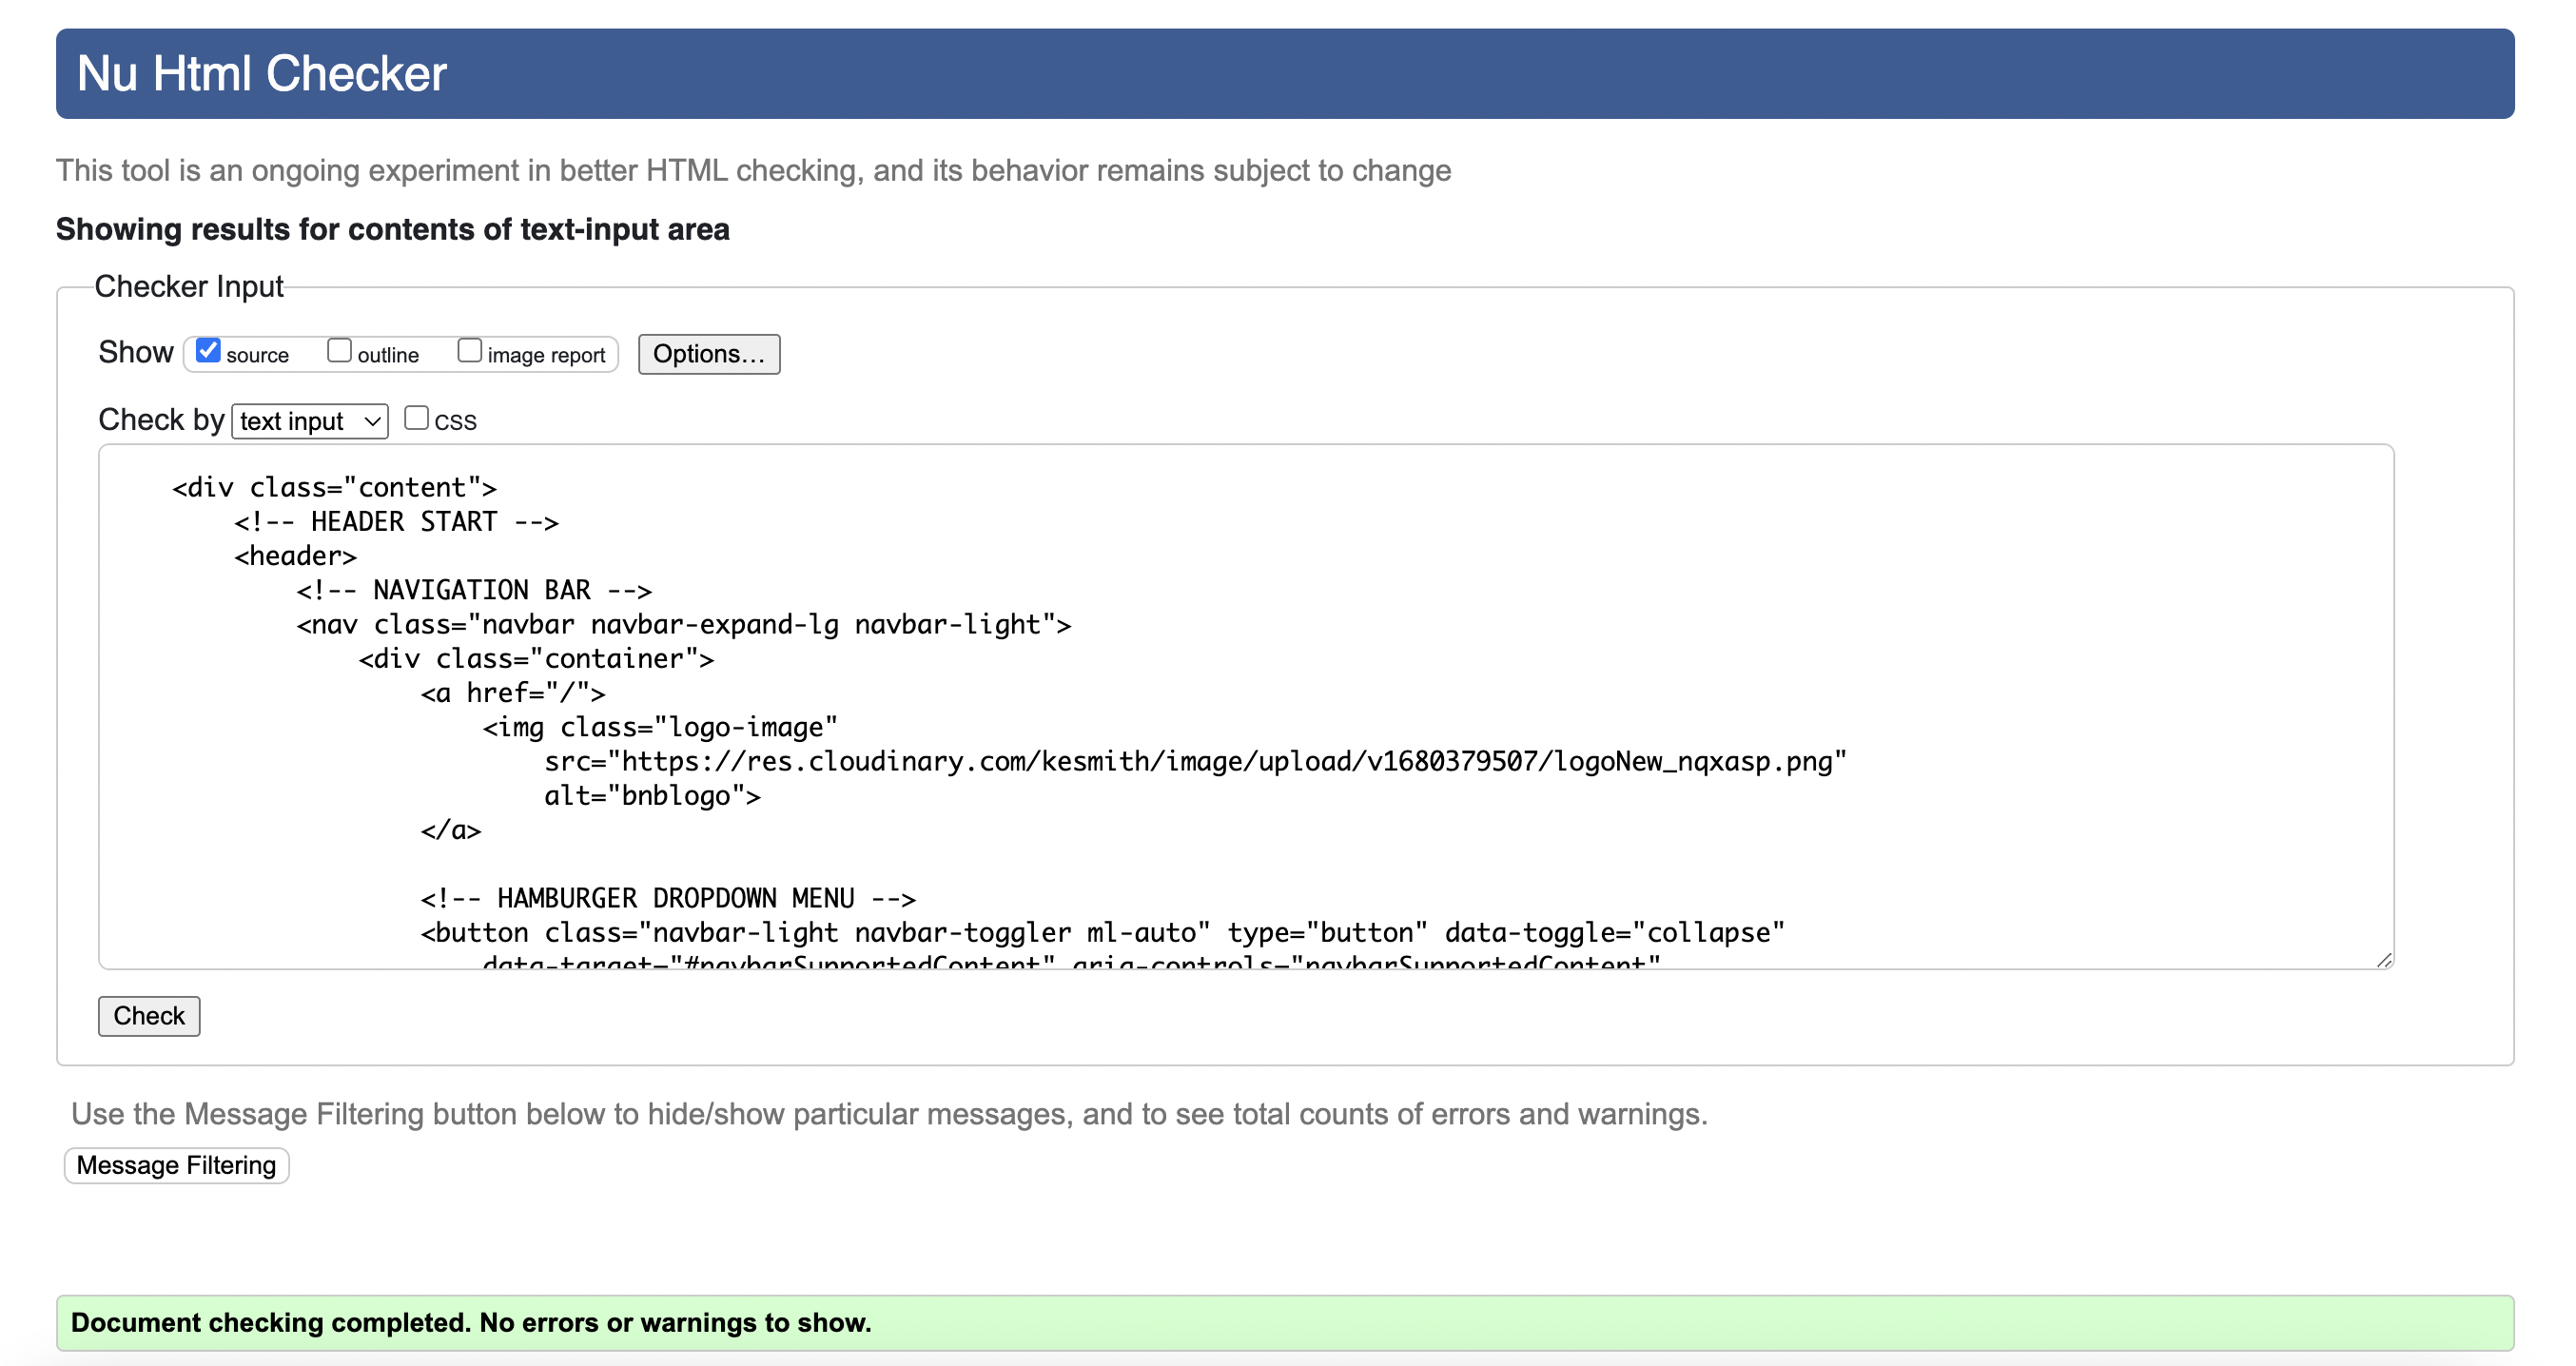 Nu Html Checker
This tool is an ongoing experiment in better HTML checking, and its behavior remains subject to change
Showing results for contents of text-input area
Checker Input
Show source outline image report Options...
Check by text input CSS
<div class="content">
<!-- HEADER START -->
<header>
<!-- NAVIGATION BAR -->
<nav class="navbar navbar-expand-lg navbar-light">
<div class="container">
<a href="/">
<img class="logo-image"
src="https://res.cloudinary.com/kesmith/image/upload/v1680379507/logoNew_nqxasp.png"
alt="bnblogo">
</a>
<!-- HAMBURGER DROPDOWN MENU -->
<button class="navbar-light navbar-toggler ml-auto" type="button" data-toggle="collapse"
data-target="#navbarSupportedContent" aria-controls="navbarSupportedContent"
Check
Use the Message Filtering button below to hide/show particular messages, and to see total counts of errors and warnings.
Message Filtering
Document checking completed. No errors or warnings to show.